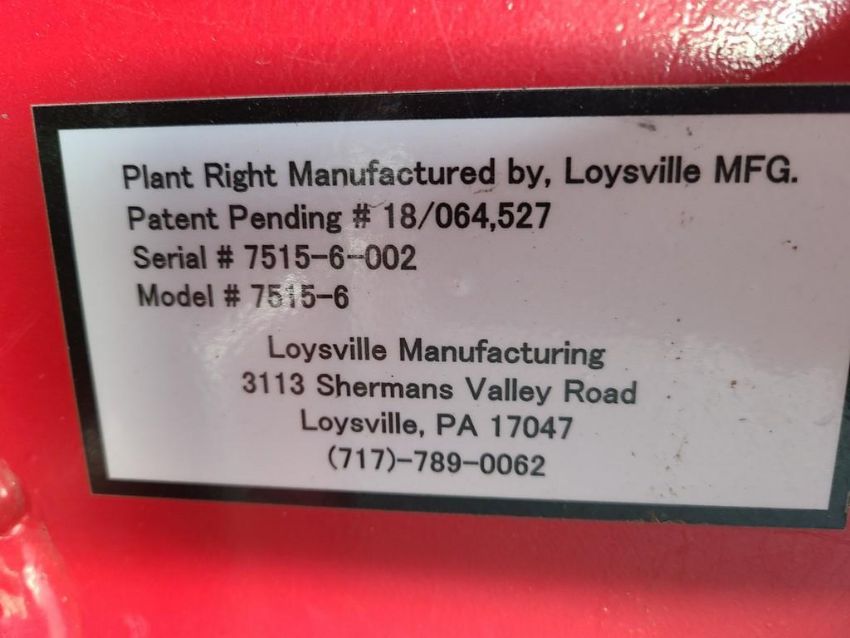 Plant Right Manufactured by, Loysville MFG.
Patent Pending # 18/064,527
Serial # 7515-6-002
Model # 7515-6
Loysville Manufacturing
3113 Shermans Valley Road
Loysville, PA 17047
(717)-789-0062